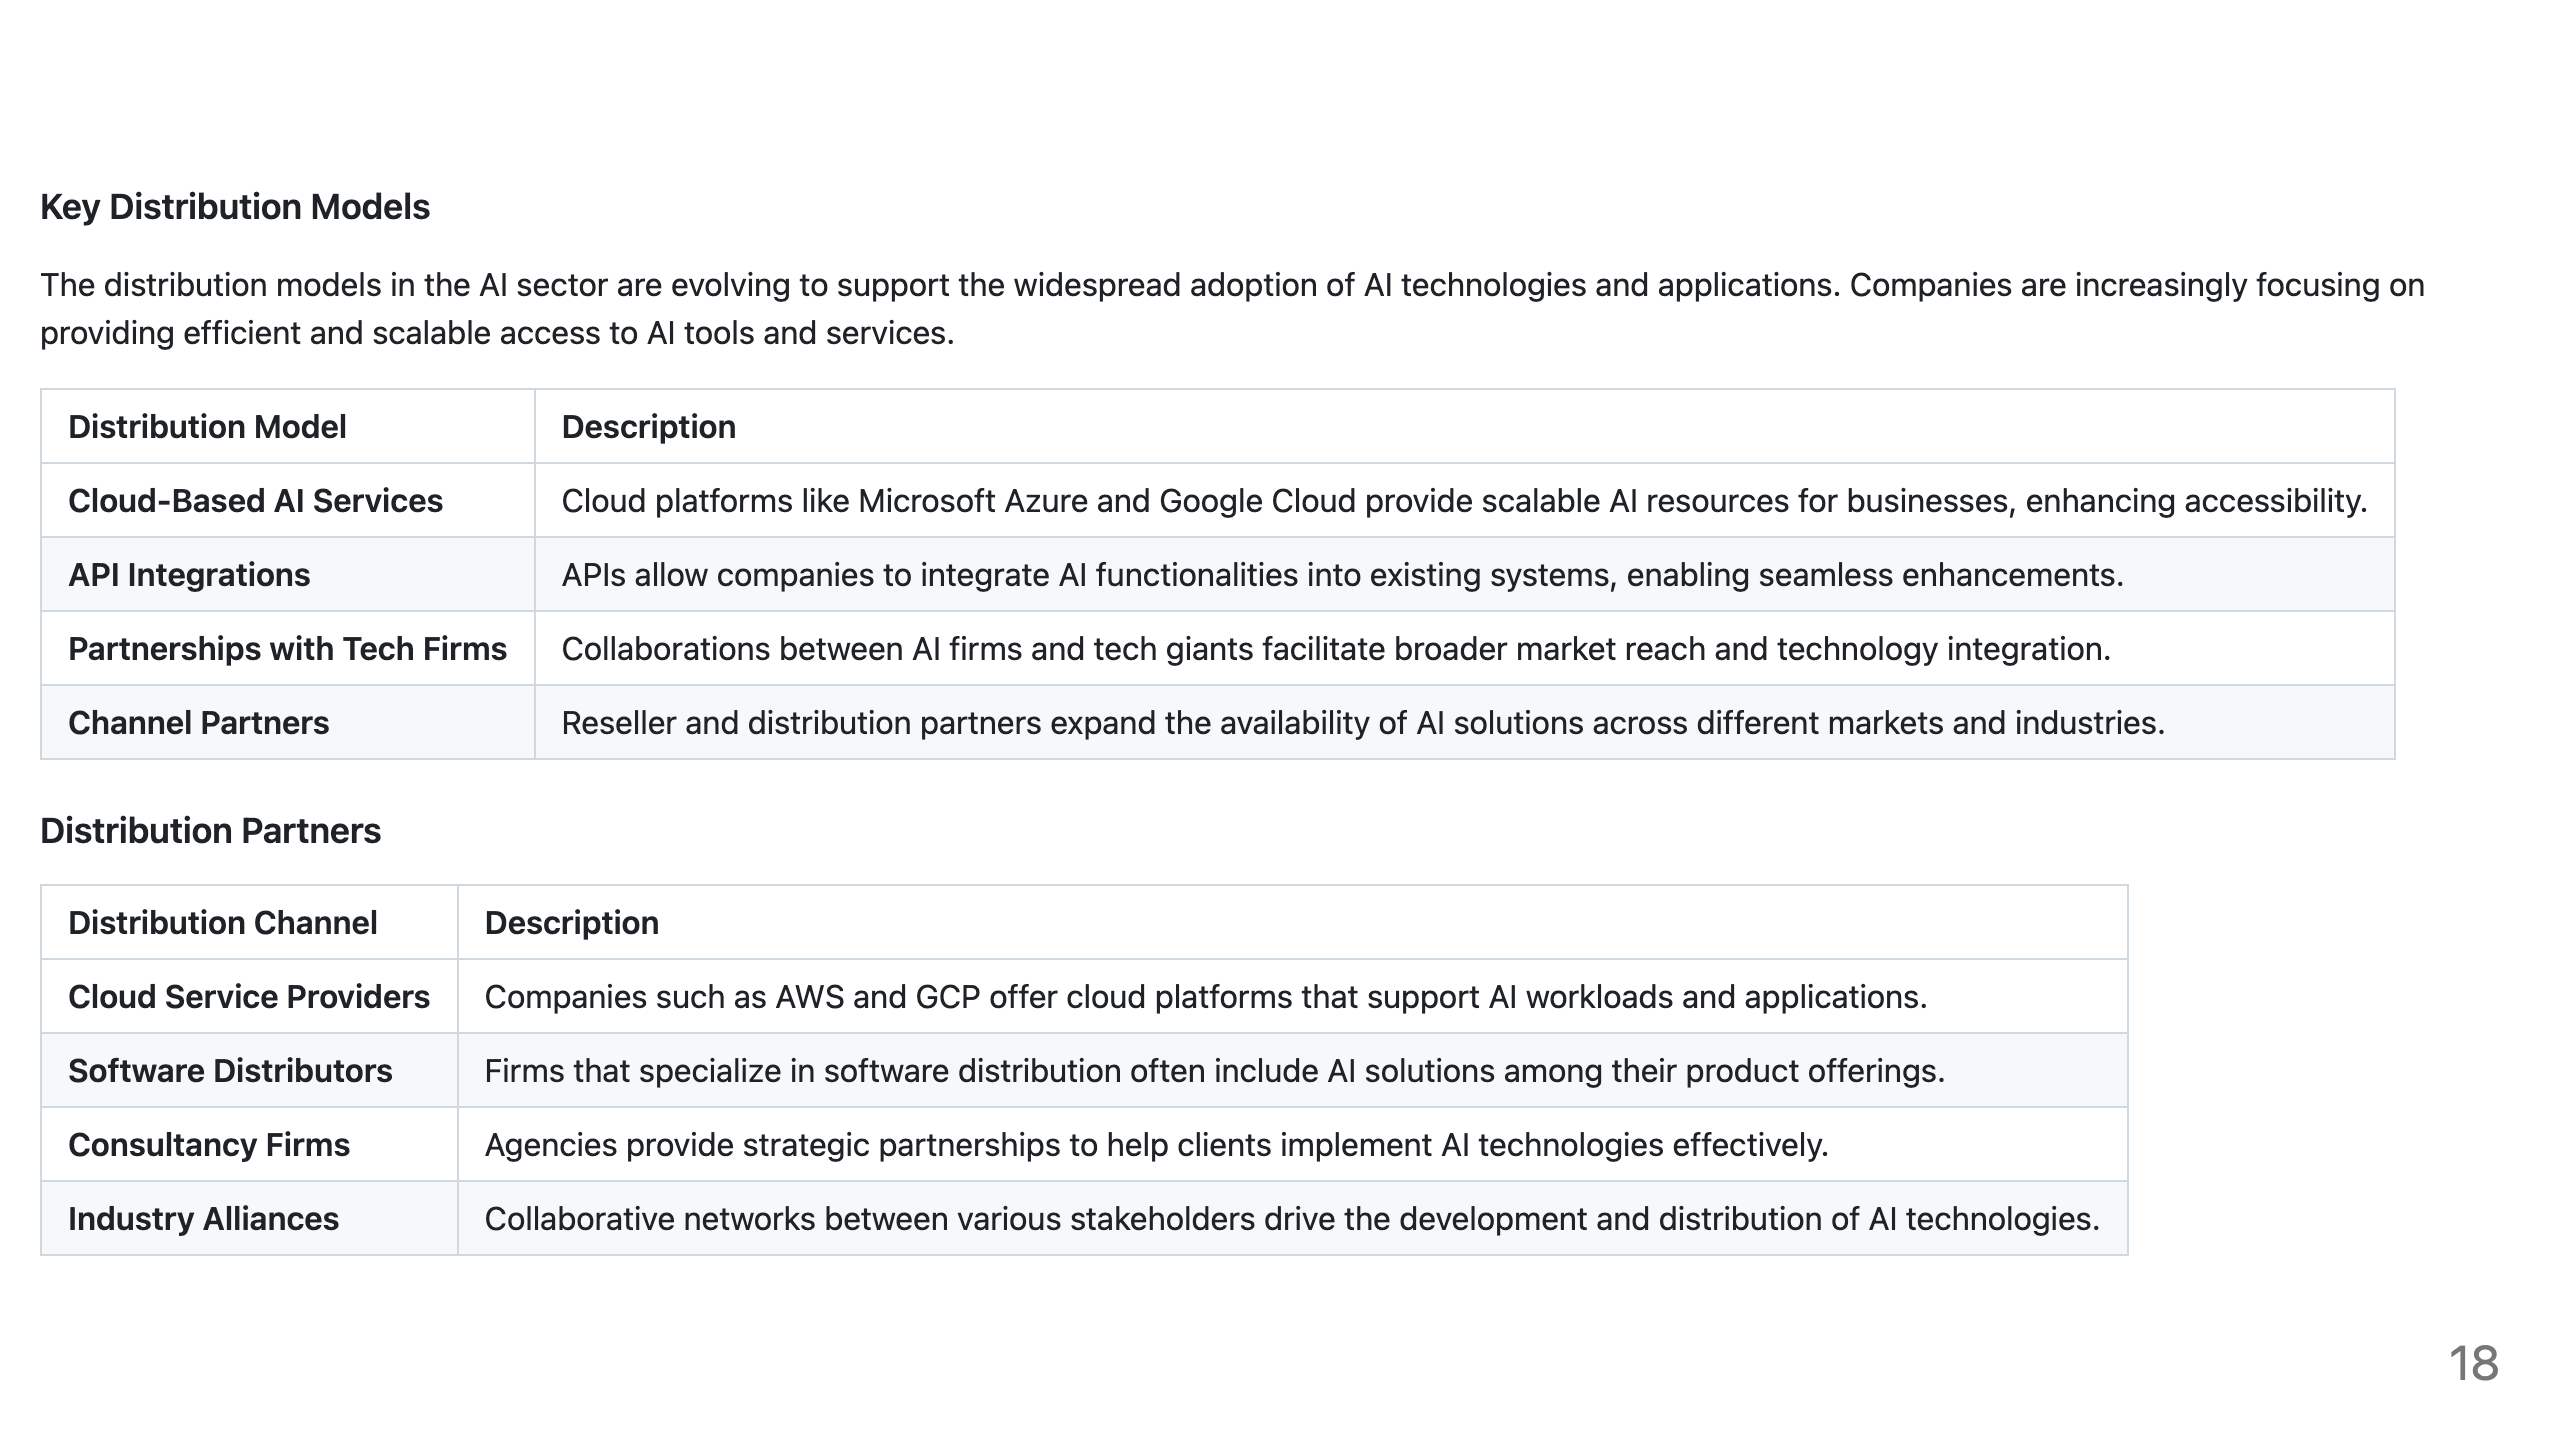 Key Distribution Models
The distribution models in the AI sector are evolving to support the widespread adoption of AI technologies and applications. Companies are increasingly focusing on
providing efficient and scalable access to AI tools and services.
Distribution Model Description
Cloud-Based AI Services Cloud platforms like Microsoft Azure and Google Cloud provide scalable AI resources for businesses, enhancing accessibility.
API Integrations APIs allow companies to integrate AI functionalities into existing systems, enabling seamless enhancements.
Partnerships with Tech Firms Collaborations between AI firms and tech giants facilitate broader market reach and technology integration.
Channel Partners Reseller and distribution partners expand the availability of AI solutions across different markets and industries.
Distribution Partners
Distribution Channel Description
Cloud Service Providers Companies such as AWS and GCP offer cloud platforms that support AI workloads and applications.
Software Distributors Firms that specialize in software distribution often include AI solutions among their product offerings.
Consultancy Firms Agencies provide strategic partnerships to help clients implement AI technologies effectively.
Industry Alliances Collaborative networks between various stakeholders drive the development and distribution of AI technologies.
18